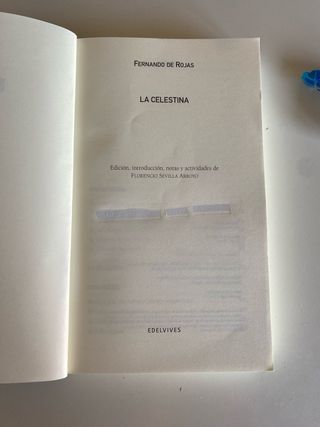 FERNANDO DE ROJAS
LA CELESTINA
Edición, introducción, notas y actividades de
FLORENCIO SEVILLA ARROYO
EDELVIVES